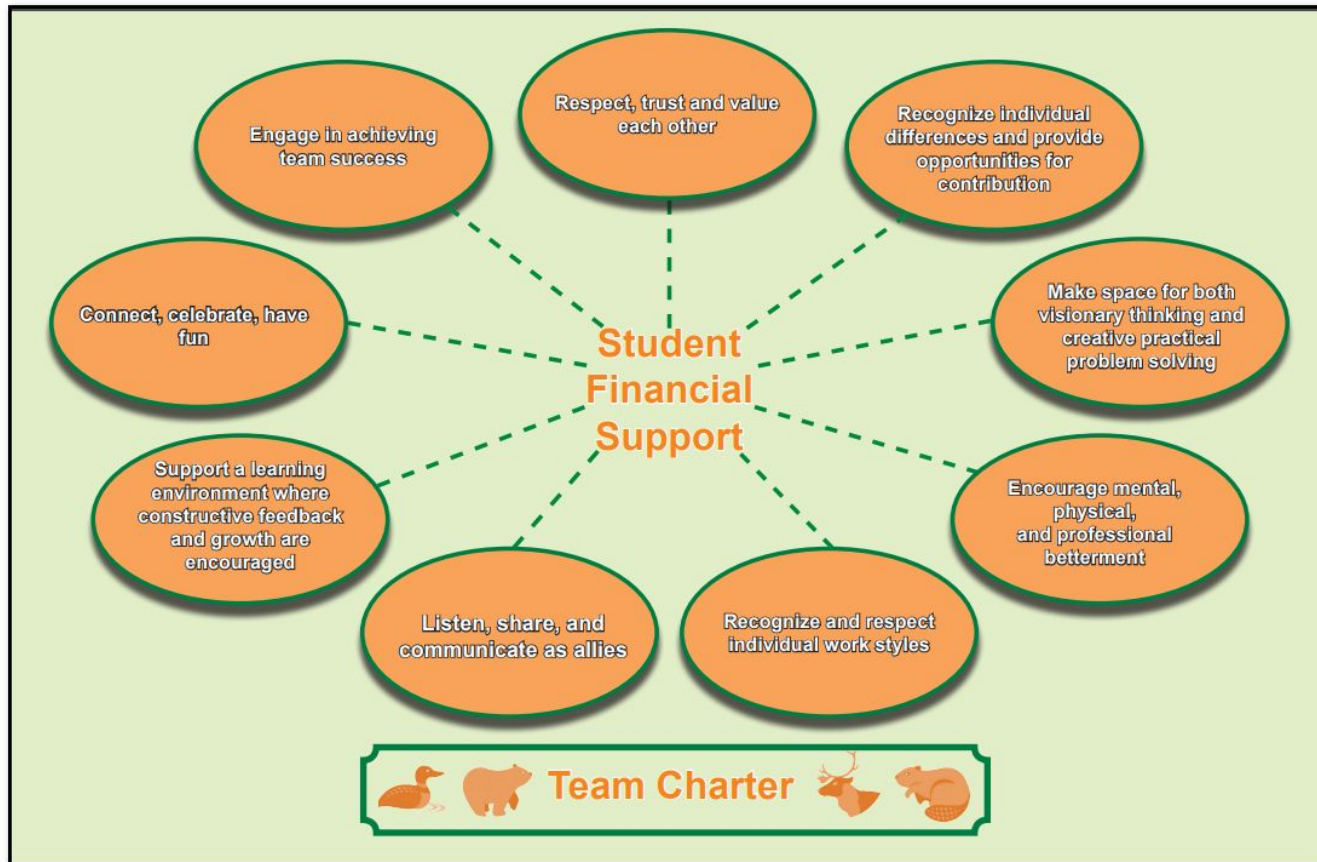 Respect, trust and value
each other
Engage in achieving
team success
Recognize individual
differences and provide
opportunities for
contribution
Connect, celebrate, have
fun
Make space for both
visionary thinking and
creative practical
problem solving
Student
Financial
Support
Support a learning
environment where
constructive feedback
and growth are
encouraged
Encourage mental,
physical,
and professional
betterment
Listen, share, and
communicate as allies
Recognize and respect
individual work styles
Team Charter